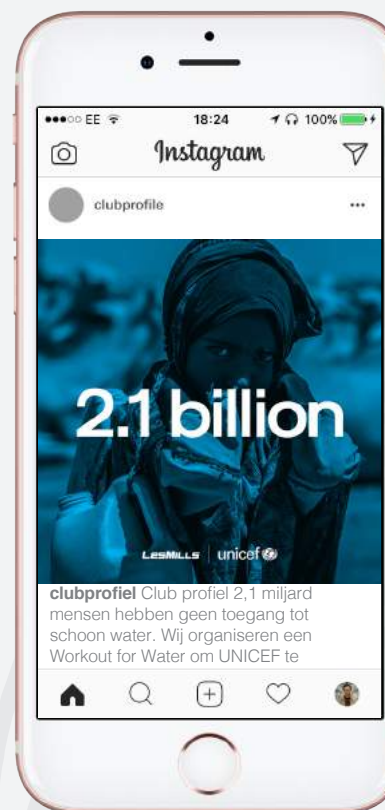 EE 18:24 100%
Instagram
clubprofile
2.1 billion
LESMILLS unicef
clubprofiel Club profiel 2,1 miljard
mensen hebben geen toegang tot
schoon water. Wij organiseren een
Workout for Water om UNICEF te